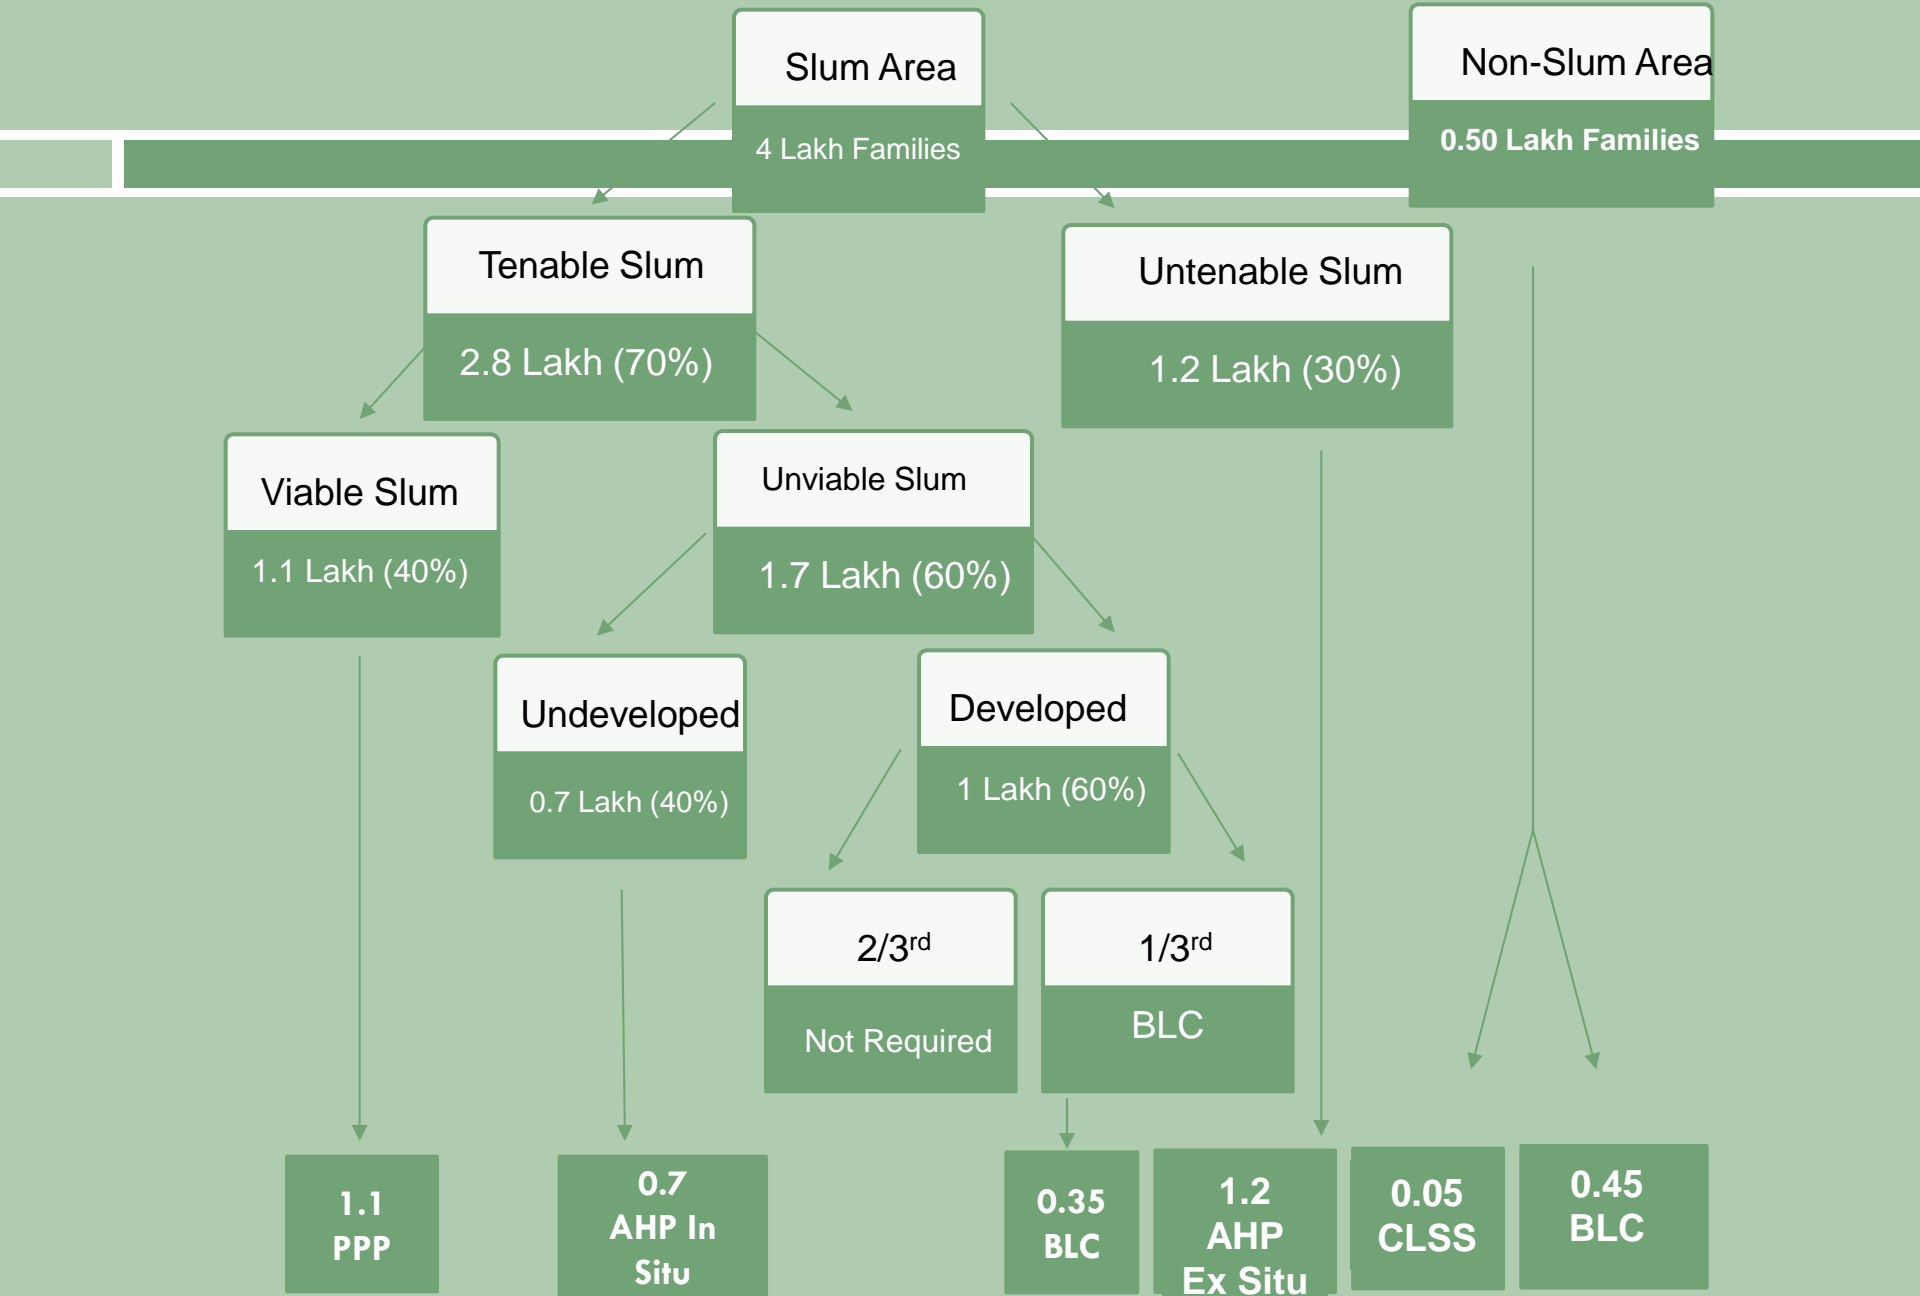 Slum Area
4 Lakh Families
Non-Slum Area
0.50 Lakh Families
Tenable Slum
2.8 Lakh (70%)
Untenable Slum
1.2 Lakh (30%)
Viable Slum
1.1 Lakh (40%)
Unviable Slum
1.7 Lakh (60%)
Undeveloped
0.7 Lakh (40%)
Developed
1 Lakh (60%)
2/3rd
Not Required
1/3rd
BLC
1.1
PPP
0.7
AHP In
Situ
0.35
BLC
1.2
AHP
Ex Situ
0.05
CLSS
0.45
BLC